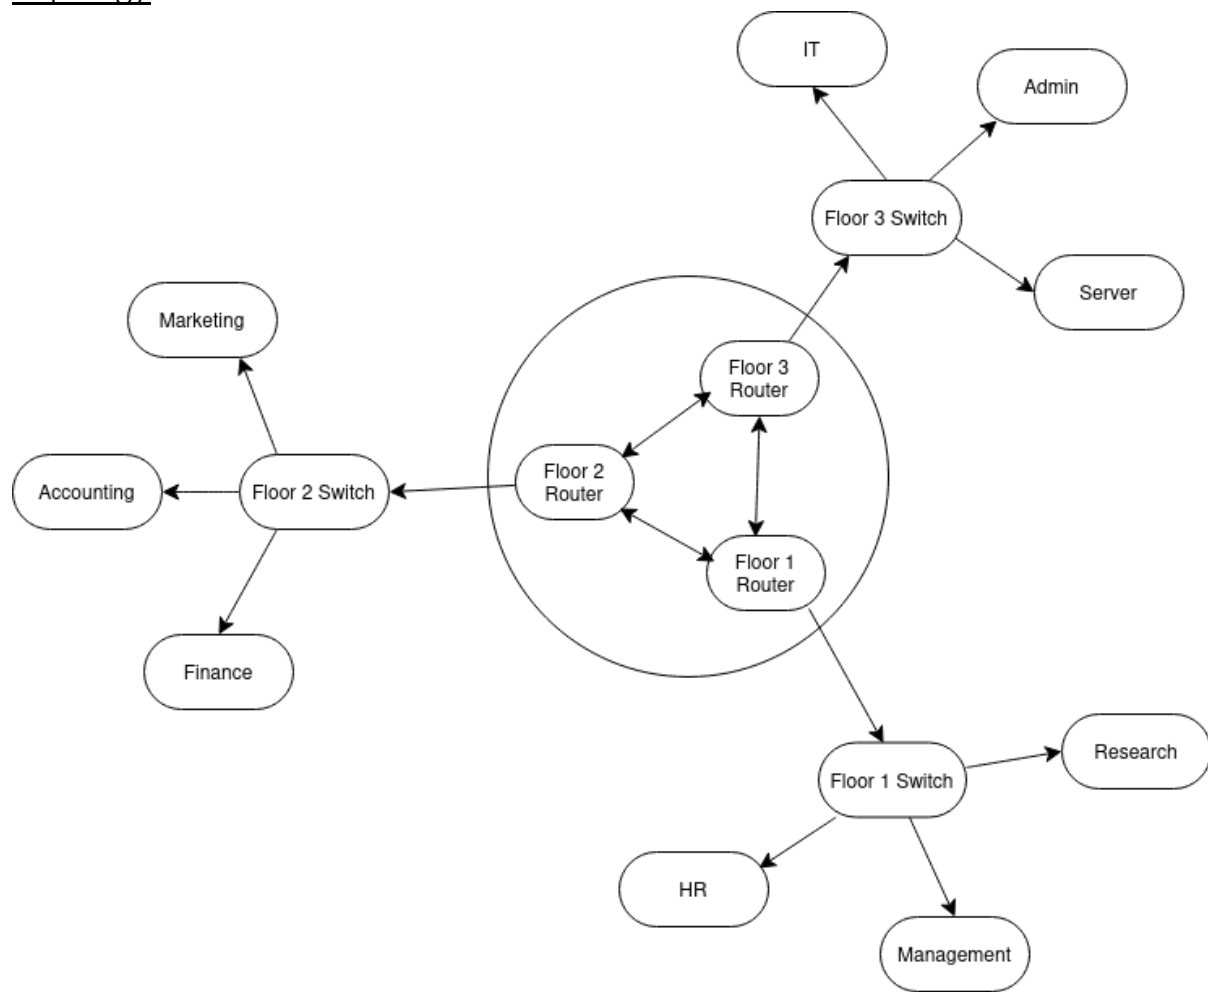 IT
Admin
Floor 3 Switch
Server
Marketing
Floor 3
Router
Floor 2
Router
Accounting
Floor 2 Switch
Floor 1
Router
Finance
Research
Floor 1 Switch
HR
Management